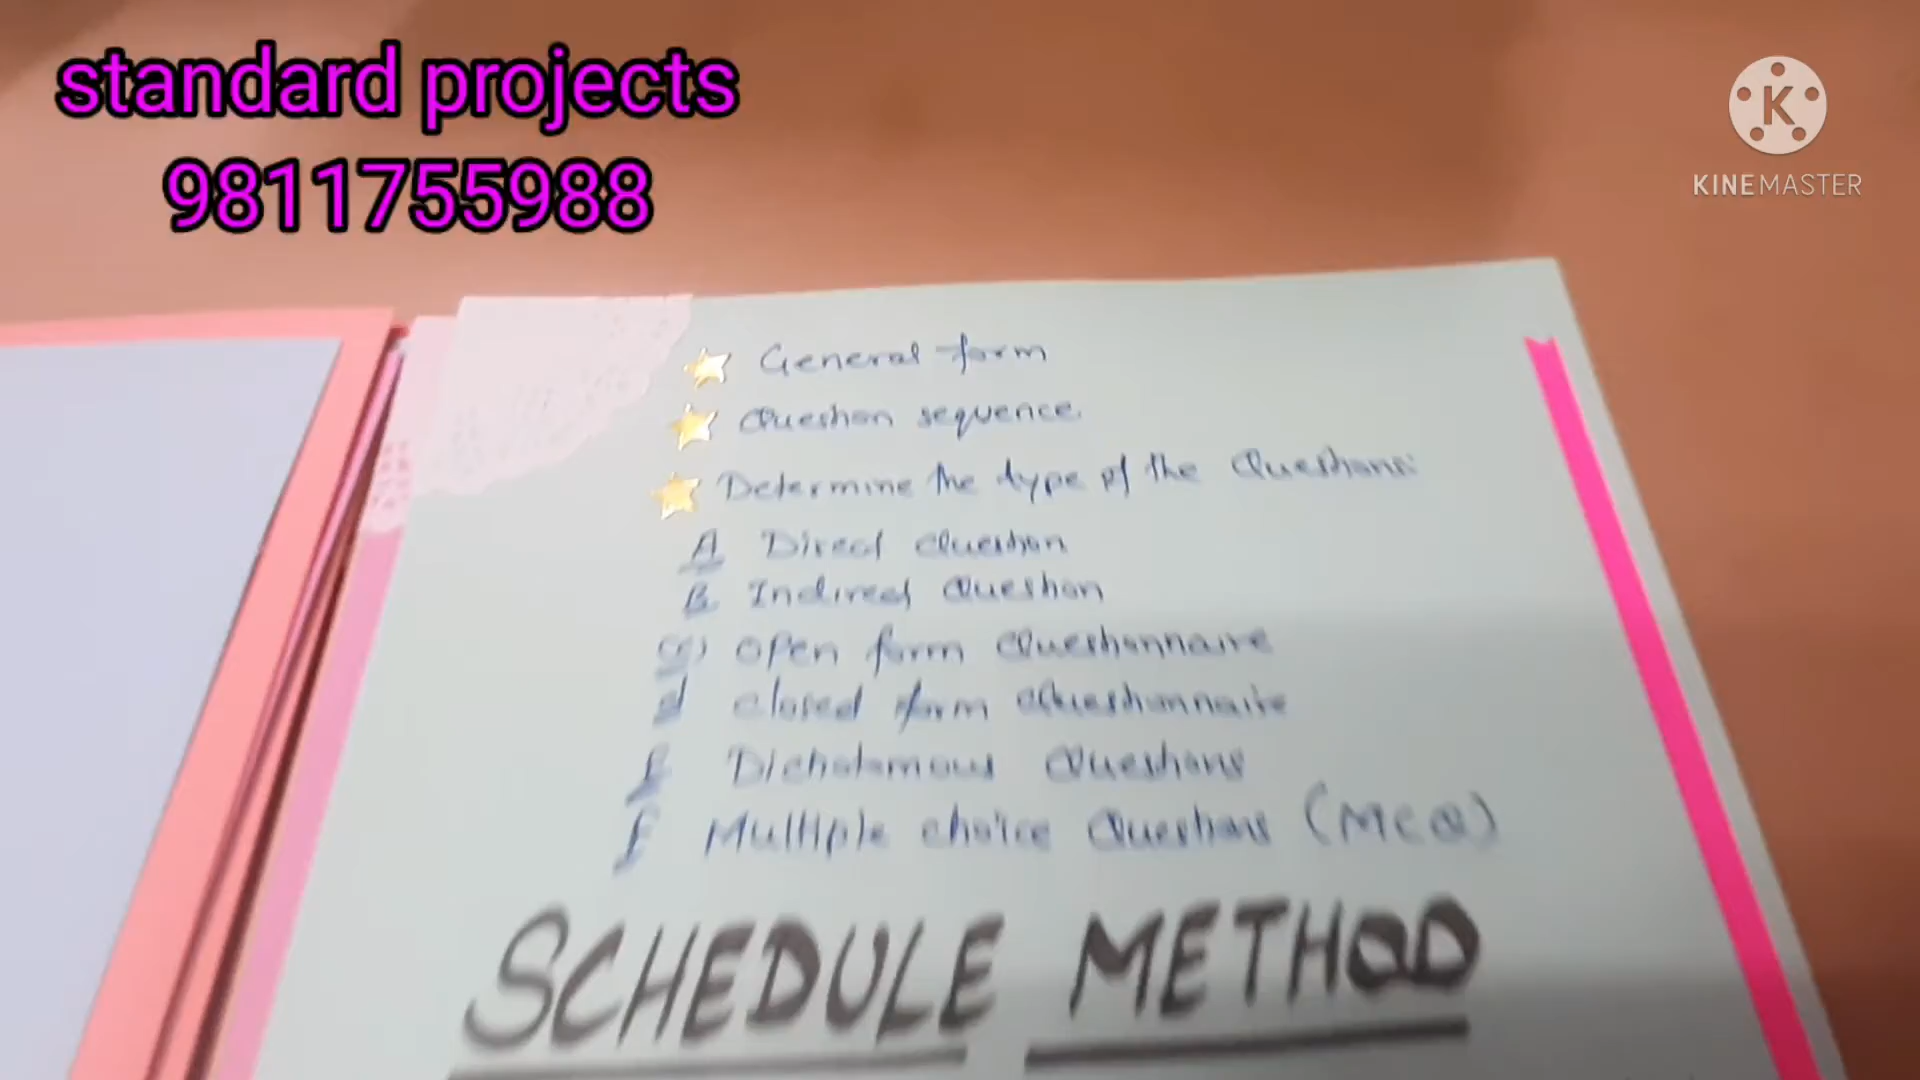 standard projects
9811755988
KINEMASTER
General form
Question sequence
Determine the type of the Questions:
A Direct Question
B Indirect Question
(C) Open form Questionnaire
d closed form Questionnaire
E Dichotomous Questions
F Multiple choice Questions (MCQ)
SCHEDULE METHOD